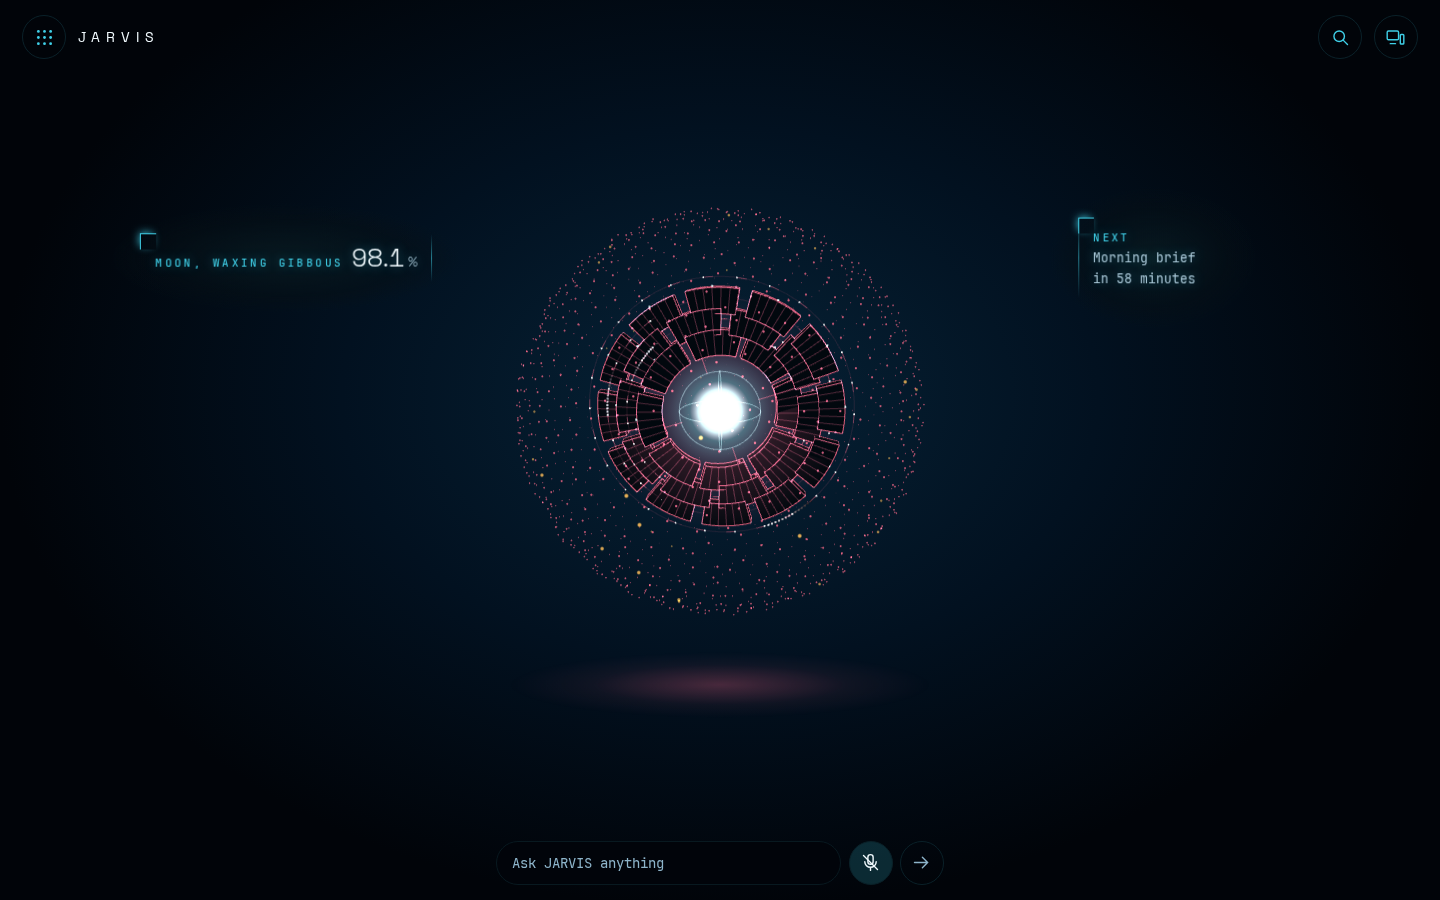 JARVIS
MOON, WAXING GIBBOUS 98.1 %
NEXT
Morning brief
in 58 minutes
Ask JARVIS anything